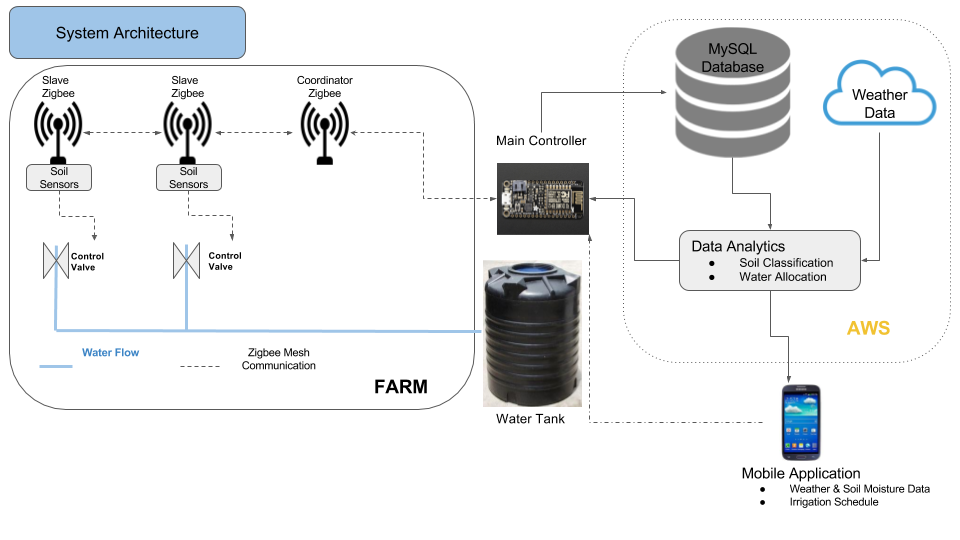 System Architecture
Slave
Zigbee
Slave
Zigbee
Coordinator
Zigbee
Soil
Sensors
Soil
Sensors
Control
Valve
Control
Valve
Water Flow
Zigbee Mesh
Communication
FARM
Main Controller
Water Tank
MySQL
Database
Weather
Data
Data Analytics
● Soil Classification
● Water Allocation
AWS
Mobile Application
● Weather & Soil Moisture Data
● Irrigation Schedule